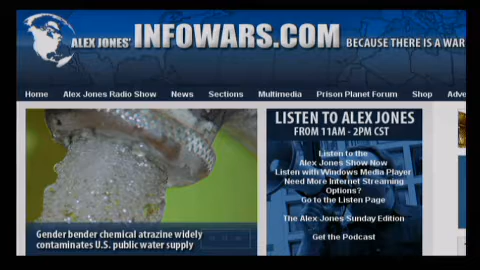 ALEX JONES' INFOWARS.COM BECAUSE THERE IS A WAR
Home Alex Jones Radio Show News Sections Multimedia Prison Planet Forum Shop Adve
LISTEN TO ALEX JONES
FROM 11AM - 2PM CST
Listen to the
Alex Jones Show Now
Listen with Windows Media Player
Need More Internet Streaming
Options?
Go to the Listen Page
The Alex Jones Sunday Edition
Get the Podcast
Gender bender chemical atrazine widely
contaminates U.S. public water supply